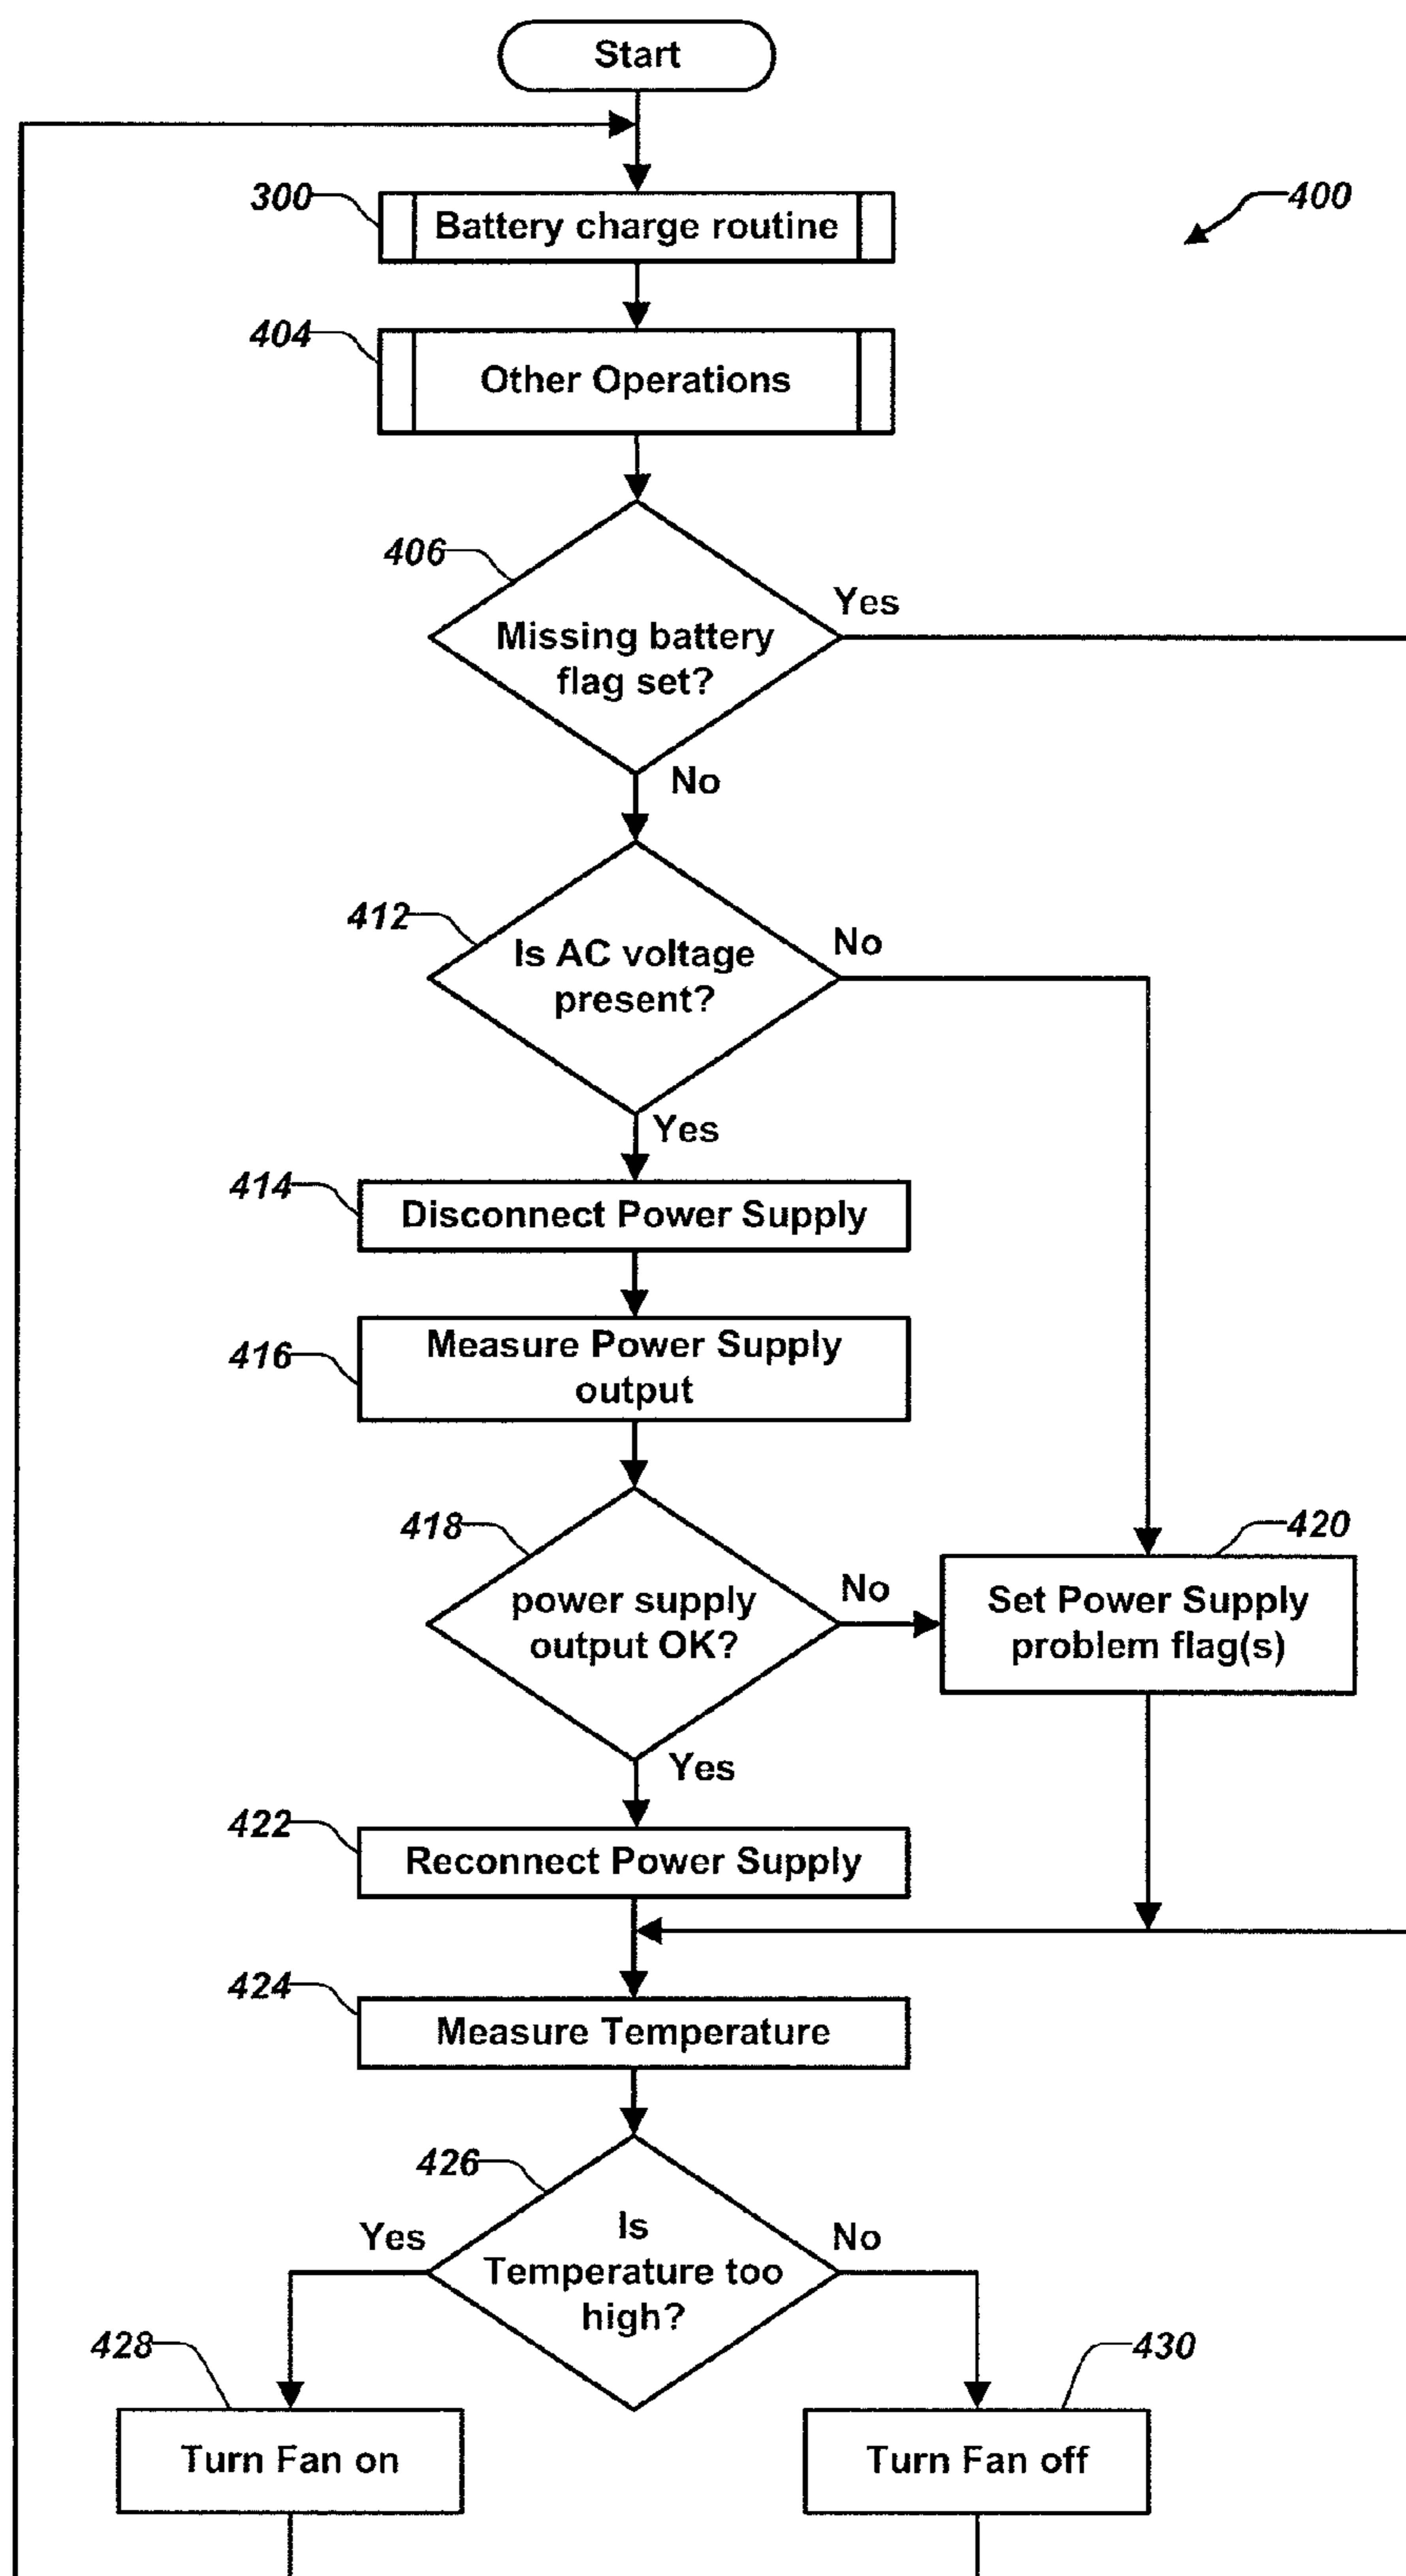 Start
300
Battery charge routine
400
404
Other Operations
406
Yes
Missing battery
flag set?
No
412
No
Is AC voltage
present?
Yes
414
Disconnect Power Supply
416
Measure Power Supply
output
418
420
No
power supply
output OK?
Set Power Supply
problem flag(s)
Yes
422
Reconnect Power Supply
424
Measure Temperature
426
Yes
No
Is
Temperature too
high?
428
430
Turn Fan on
Turn Fan off